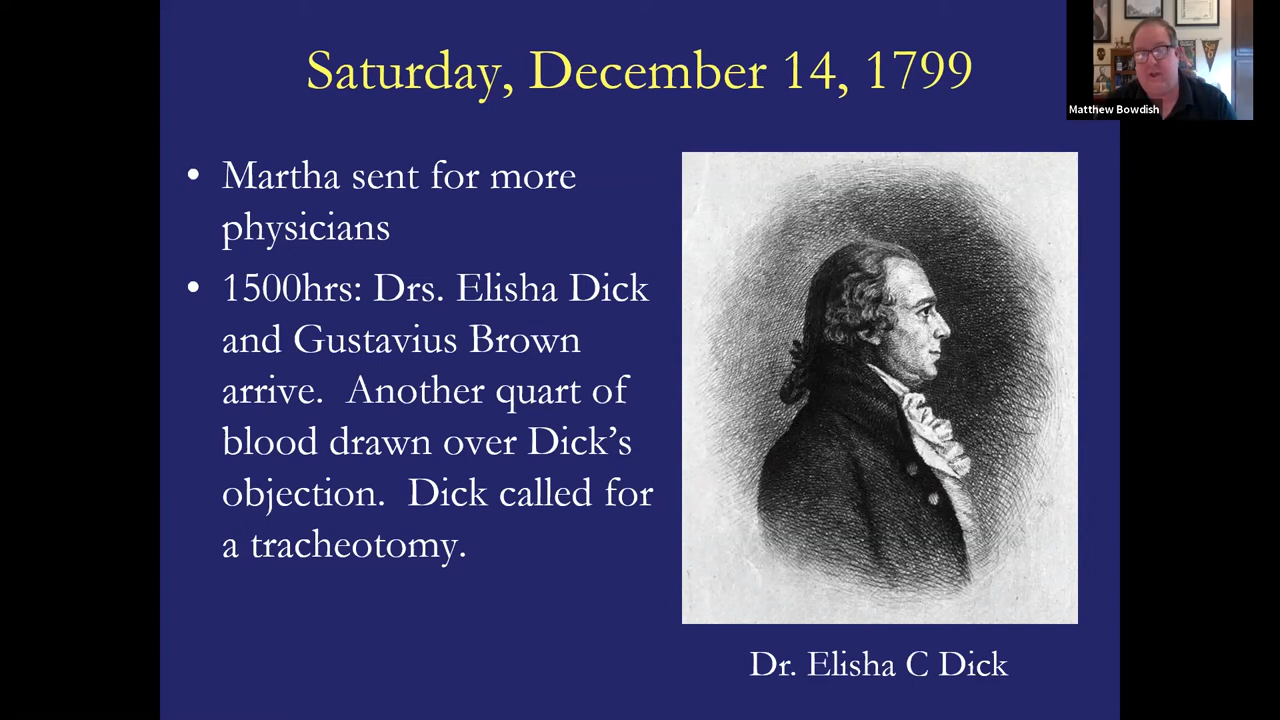 Saturday, December 14, 1799
Matthew Bowdish
• Martha sent for more
physicians
• 1500hrs: Drs. Elisha Dick
and Gustavius Brown
arrive.  Another quart of
blood drawn over Dick’s
objection.  Dick called for
a tracheotomy.
Dr. Elisha C Dick